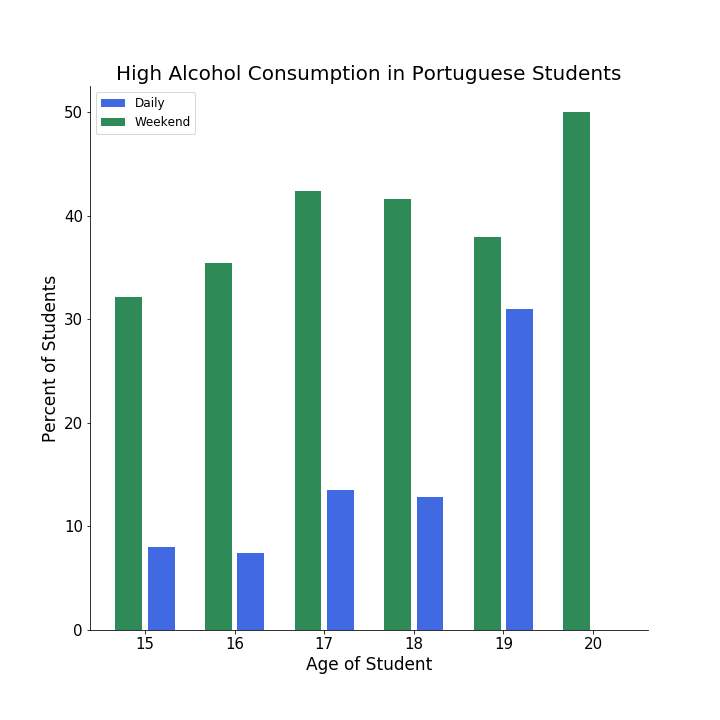 High Alcohol Consumption in Portuguese Students
Daily
Weekend
50
40
30
20
10
0
Percent of Students
15 16 17 18 19 20
Age of Student